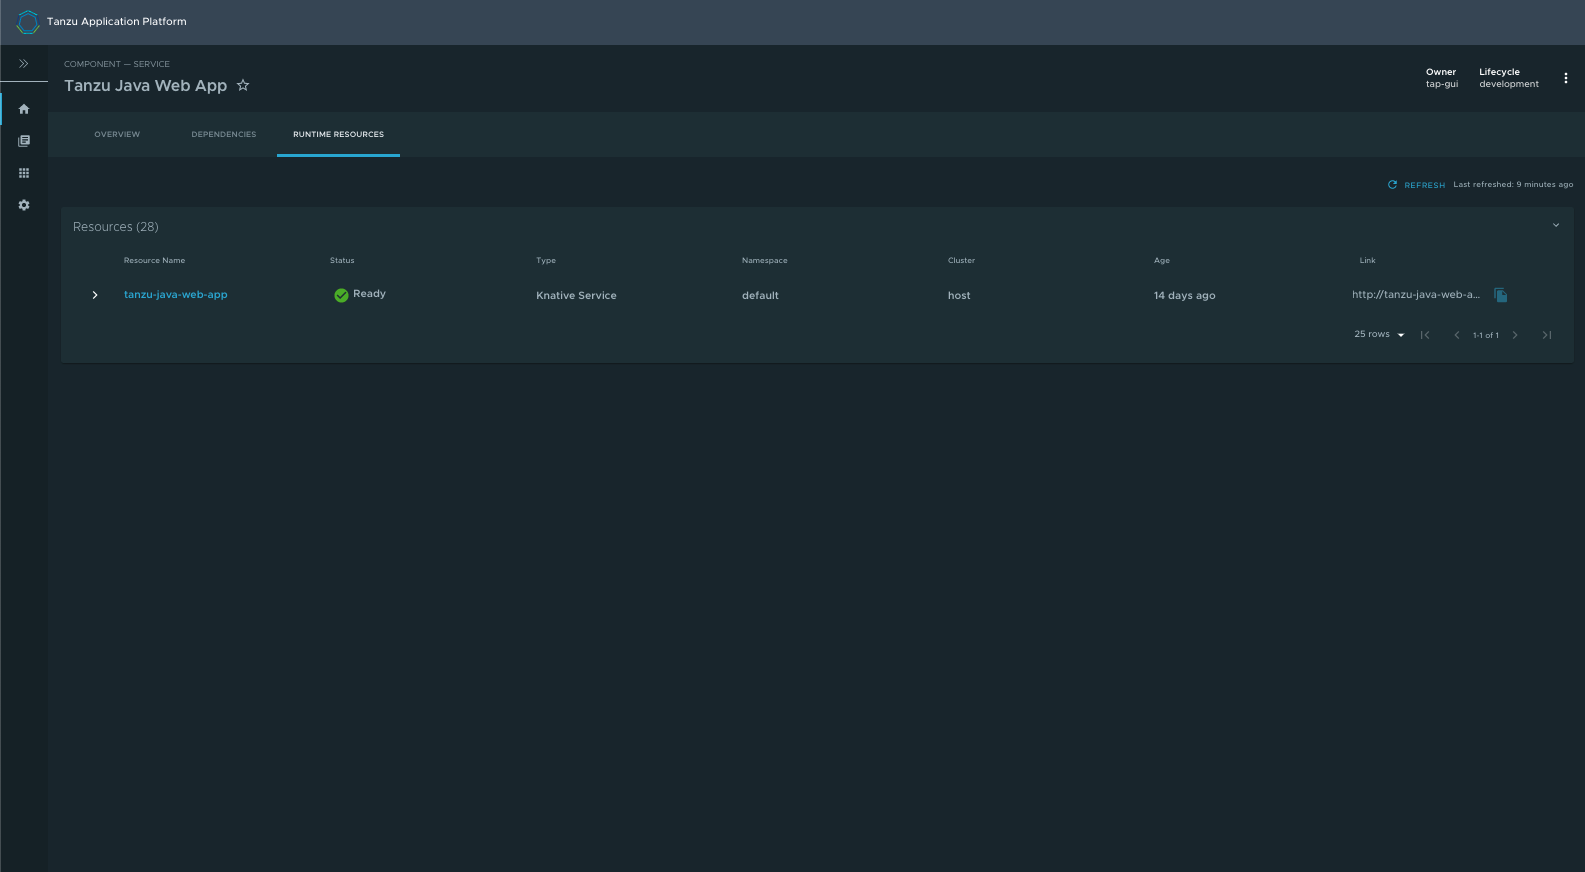 Tanzu Application Platform
COMPONENT — SERVICE
Tanzu Java Web App
Owner
tap-gui
Lifecycle
development
OVERVIEW
DEPENDENCIES
RUNTIME RESOURCES
REFRESH Last refreshed: 9 minutes ago
Resources (28)
Resource Name Status Type Namespace Cluster Age Link
tanzu-java-web-app Ready Knative Service default host 14 days ago http://tanzu-java-web-a...
25 rows 1-1 of 1